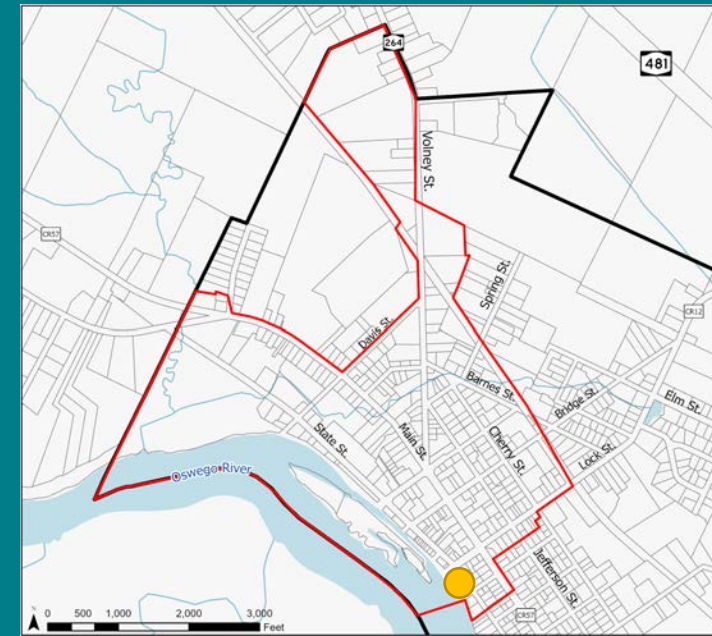 264
481
Volney St.
CR57
Spring St.
CR12
Davis St.
Barnes St.
Bridge St.
Elm St.
State St.
Main St.
Cherry St.
Lock St.
Oswego River
Jefferson St.
CR57
N
0 500 1,000 2,000 3,000
Feet